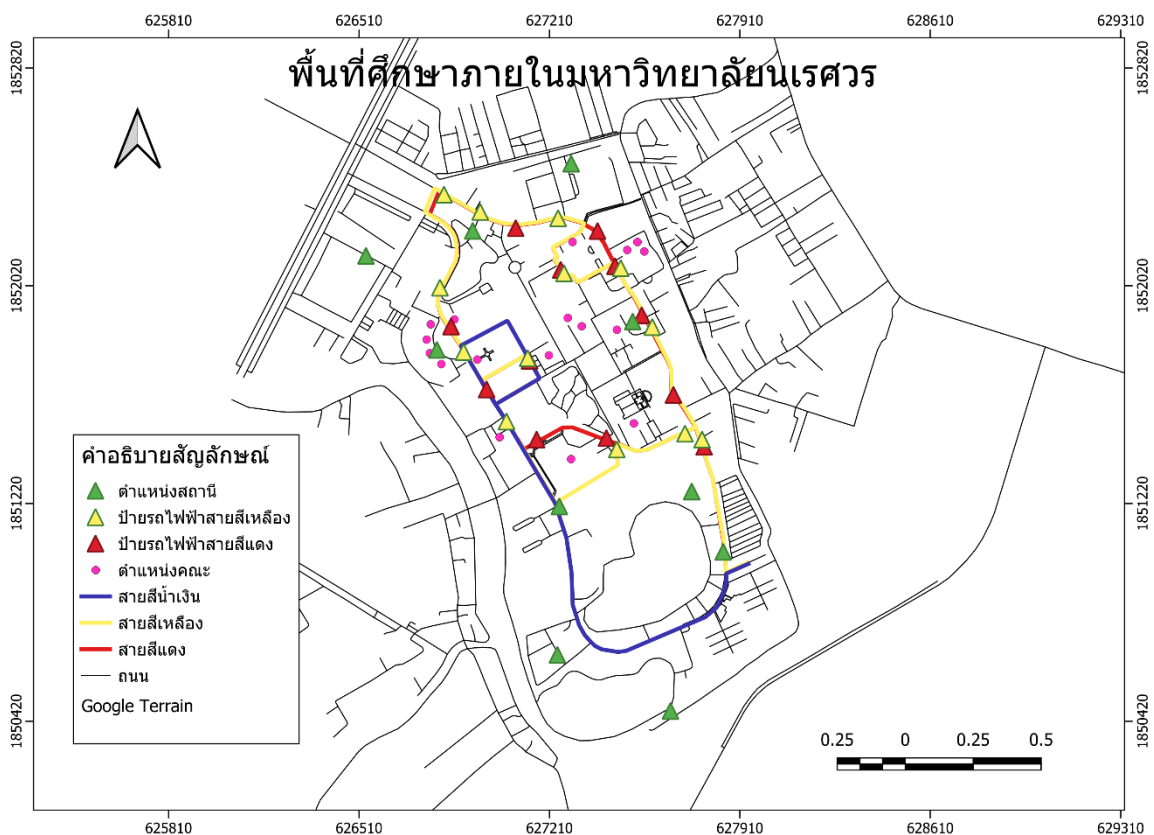 625810 626510 627210 627910 628610 629310
พื้นที่ศึกษาภายในมหาวิทยาลัยนเรศวร
1852820 1852820
1852020 1852020
1851220 1851220
1850420 1850420
คำอธิบายสัญลักษณ์
ตำแหน่งสถานี
ป้ายรถไฟฟ้าสายสีเหลือง
ป้ายรถไฟฟ้าสายสีแดง
ตำแหน่งคณะ
สายสีน้ำเงิน
สายสีเหลือง
สายสีแดง
ถนน
Google Terrain
0.25 0 0.25 0.5
625810 626510 627210 627910 628610 629310